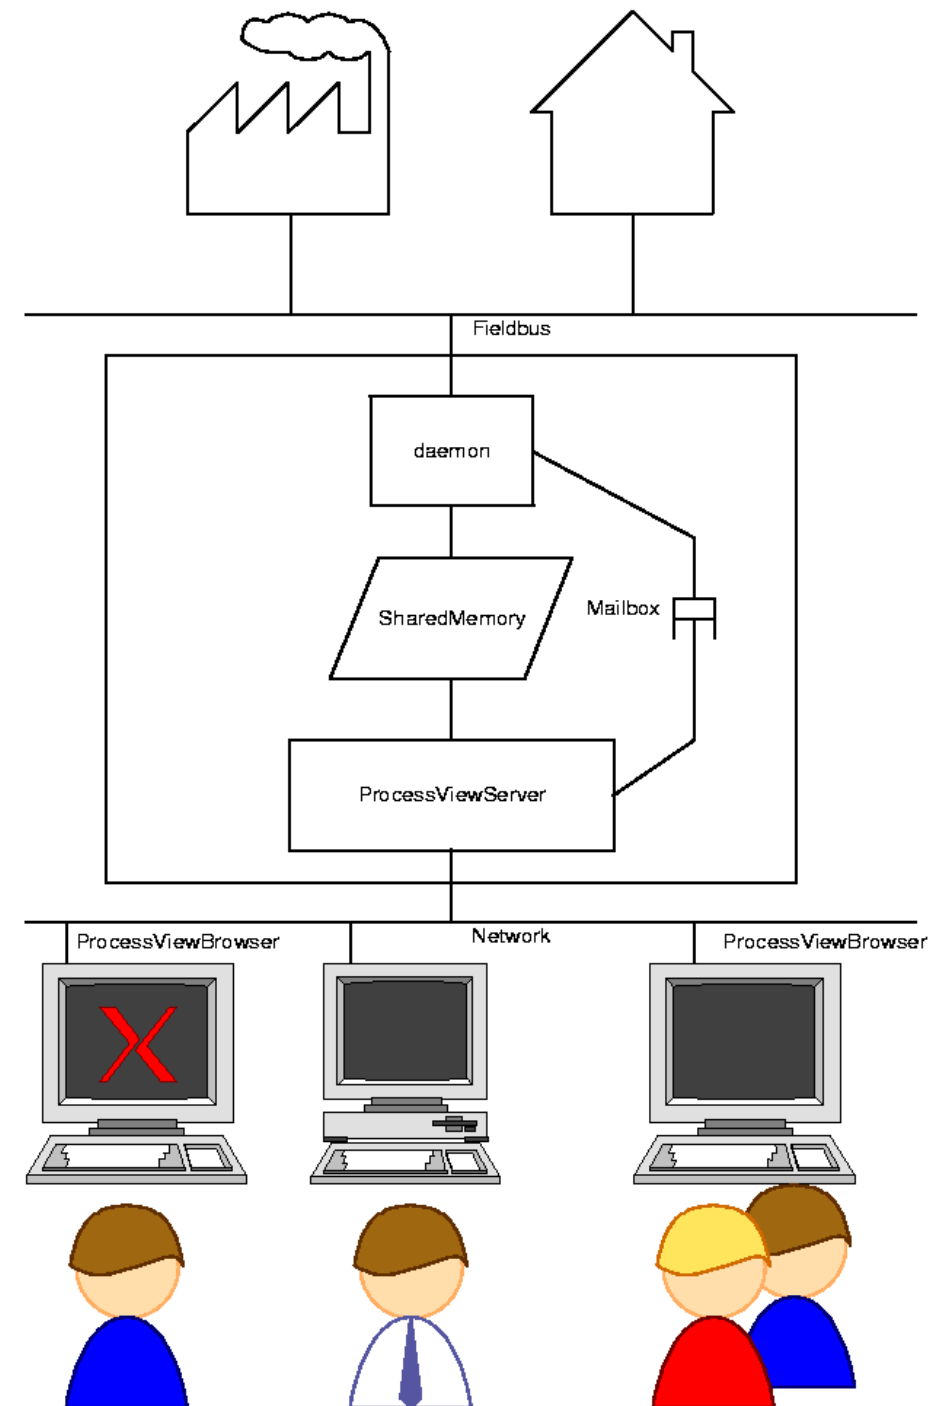 Fieldbus
daemon
SharedMemory
Mailbox
ProcessViewServer
ProcessViewBrowser
Network
ProcessViewBrowser